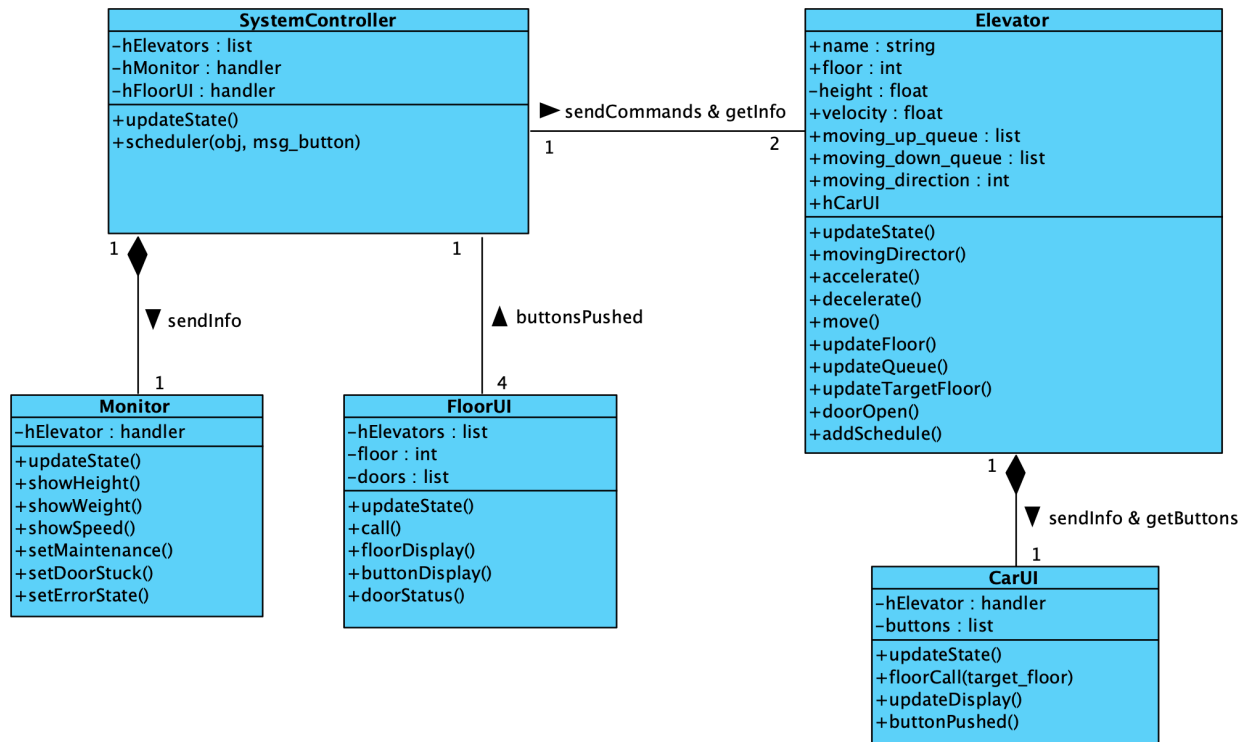 SystemController
-hElevators : list
-hMonitor : handler
-hFloorUI : handler
+updateState()
+scheduler(obj, msg_button)
sendCommands & getInfo
1
2
Elevator
+name : string
+floor : int
-height : float
+velocity : float
+moving_up_queue : list
+moving_down_queue : list
+moving_direction : int
+hCarUI
+updateState()
+movingDirector()
+accelerate()
+decelerate()
+move()
+updateFloor()
+updateQueue()
+updateTargetFloor()
+doorOpen()
+addSchedule()
1
sendInfo
1
1
buttonsPushed
4
Monitor
-hElevator : handler
+updateState()
+showHeight()
+showWeight()
+showSpeed()
+setMaintenance()
+setDoorStuck()
+setErrorState()
FloorUI
-hElevators : list
-floor : int
-doors : list
+updateState()
+call()
+floorDisplay()
+buttonDisplay()
+doorStatus()
1
sendInfo & getButtons
1
CarUI
-hElevator : handler
-buttons : list
+updateState()
+floorCall(target_floor)
+updateDisplay()
+buttonPushed()